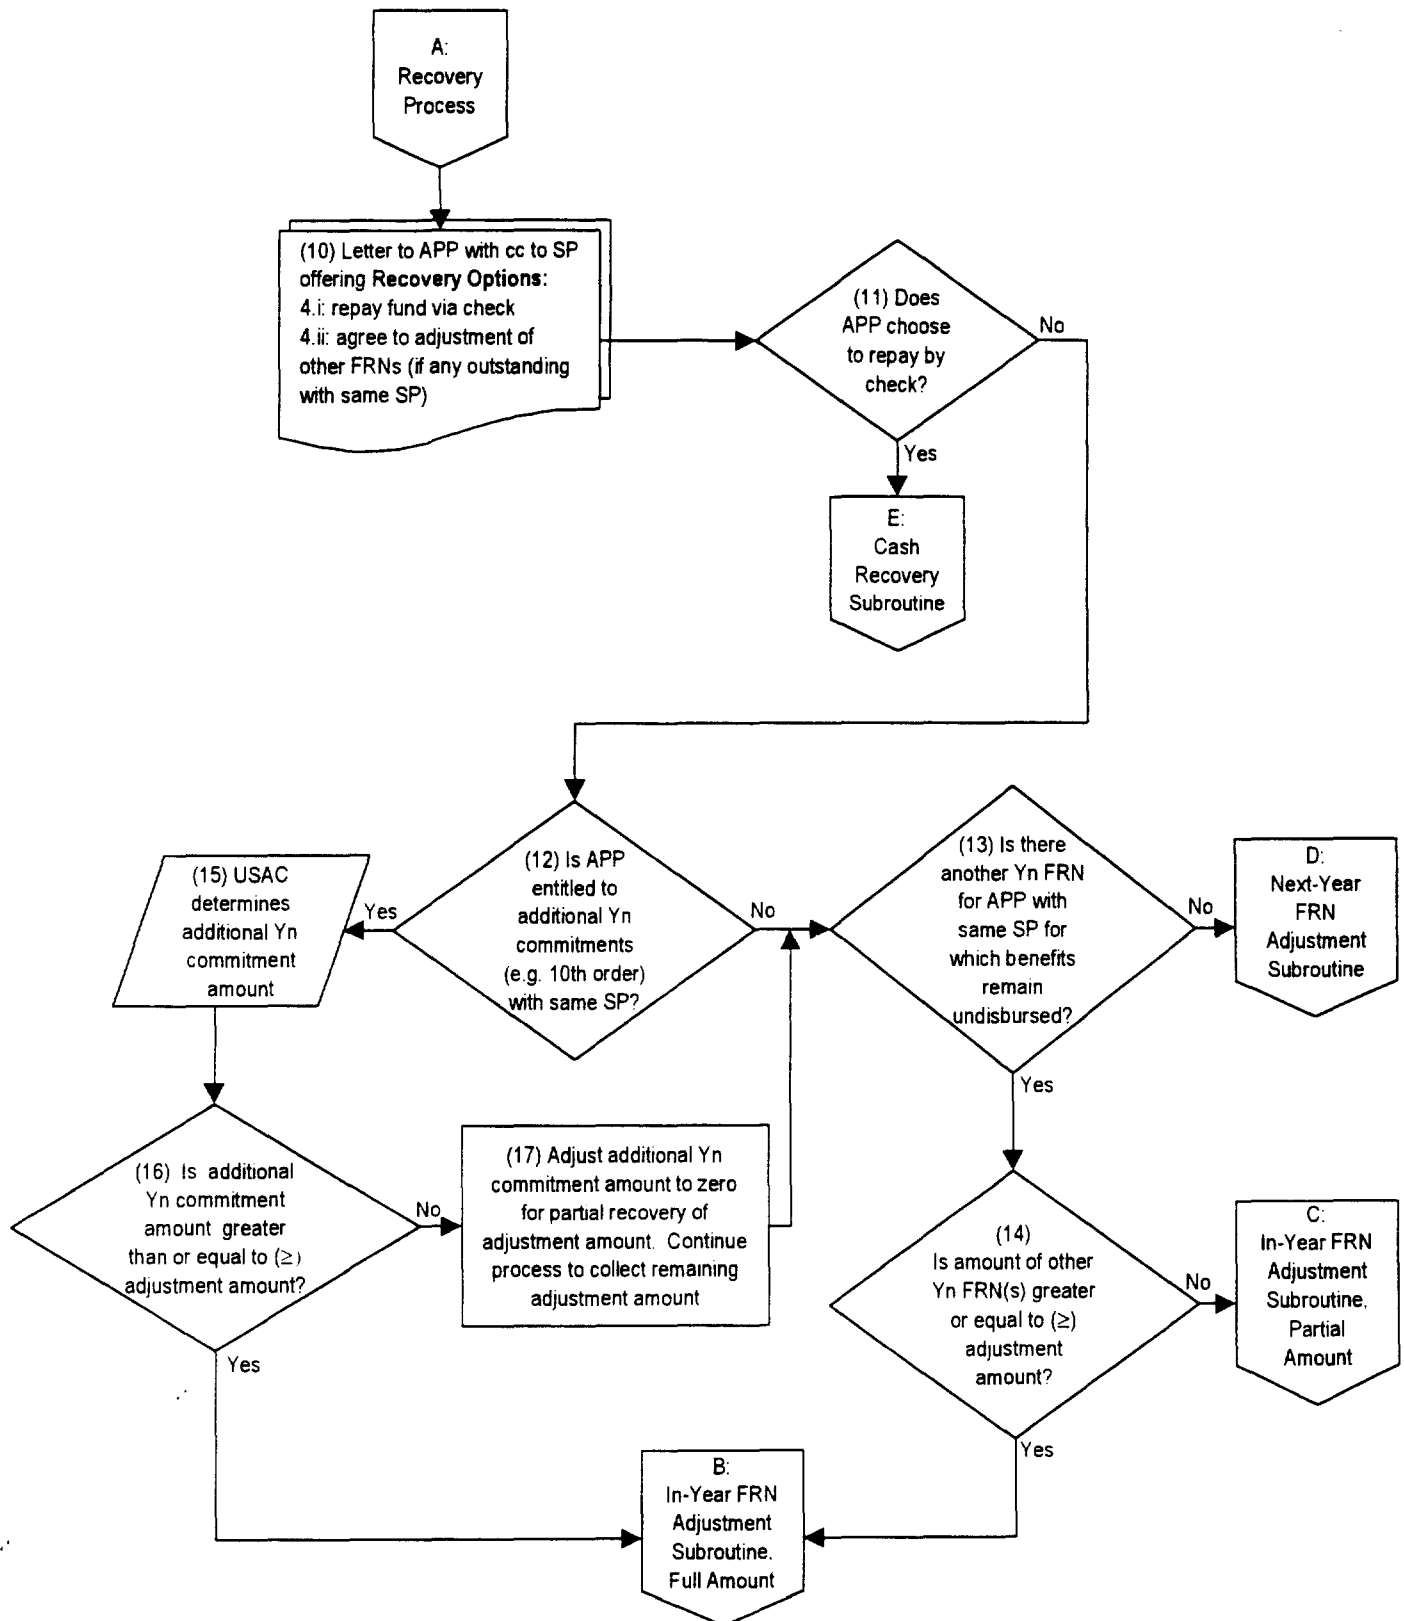 A:
Recovery
Process
(10) Letter to APP with cc to SP
offering Recovery Options:
4.i: repay fund via check
4.ii: agree to adjustment of
other FRNs (if any outstanding
with same SP)
(11) Does
APP choose
to repay by
check?
No
Yes
E:
Cash
Recovery
Subroutine
(12) Is APP
entitled to
additional Yn
commitments
(e.g. 10th order)
with same SP?
Yes
No
(15) USAC
determines
additional Yn
commitment
amount
(13) Is there
another Yn FRN
for APP with
same SP for
which benefits
remain
undisbursed?
No
Yes
D:
Next-Year
FRN
Adjustment
Subroutine
(16) Is additional
Yn commitment
amount greater
than or equal to (≥)
adjustment amount?
No
Yes
(17) Adjust additional Yn
commitment amount to zero
for partial recovery of
adjustment amount. Continue
process to collect remaining
adjustment amount
(14)
Is amount of other
Yn FRN(s) greater
or equal to (≥)
adjustment
amount?
No
Yes
C:
In-Year FRN
Adjustment
Subroutine,
Partial
Amount
B:
In-Year FRN
Adjustment
Subroutine.
Full Amount